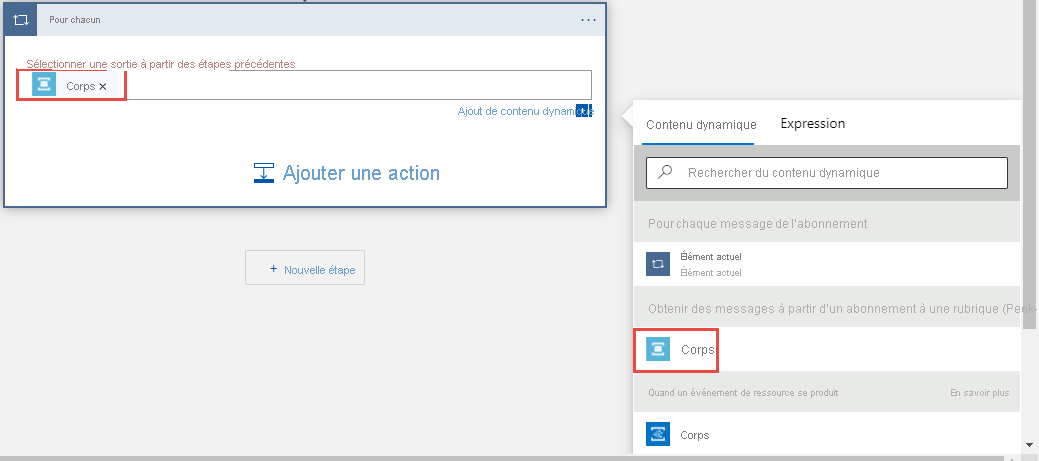 Pour chacun
Sélectionner une sortie à partir des étapes précédentes
Corps
Ajout de contenu dynam
Ajouter une action
+ Nouvelle étape
Contenu dynamique Expression
Rechercher du contenu dynamique
Pour chaque message de l'abonnement
Élément actuel
Élément actuel
Obtenir des messages à partir d'un abonnement à une rubrique (Peek-
Corps
Quand un événement de ressource se produit En savoir plus
Corps